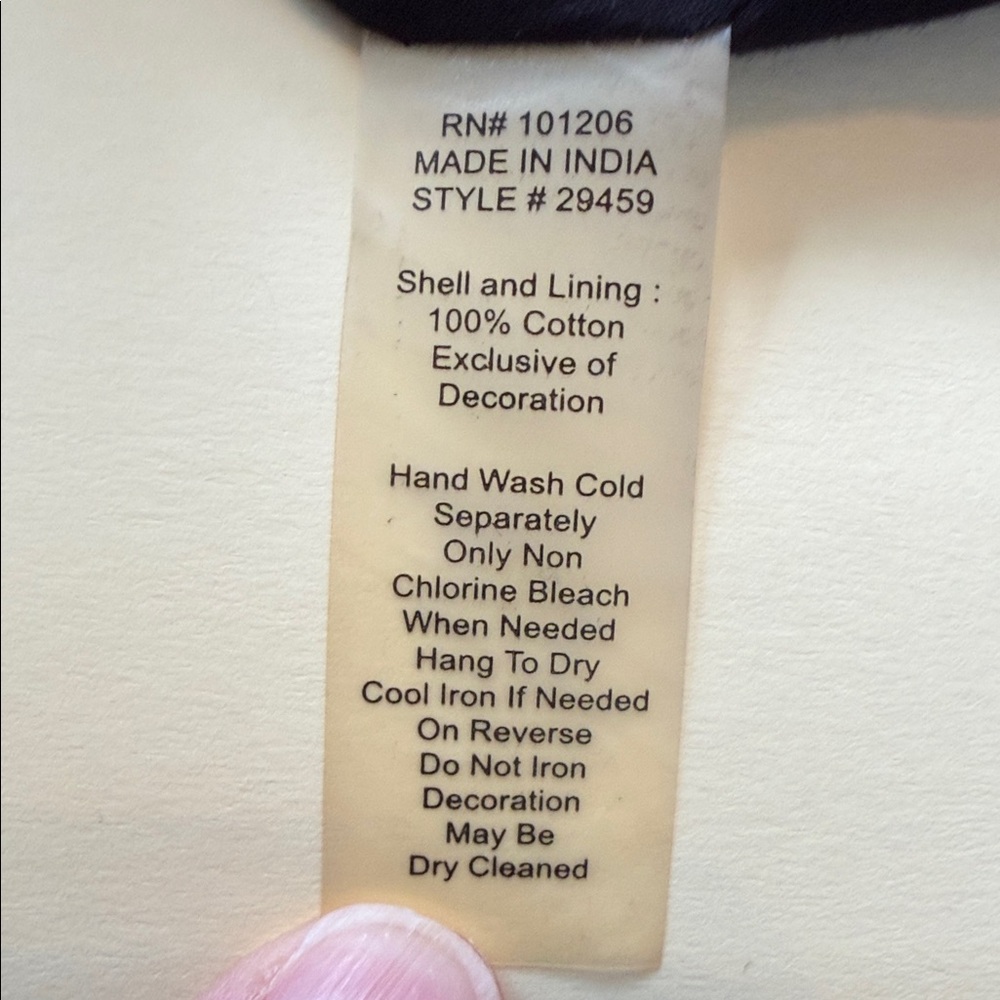 RN# 101206
MADE IN INDIA
STYLE # 29459
Shell and Lining :
100% Cotton
Exclusive of
Decoration
Hand Wash Cold
Separately
Only Non
Chlorine Bleach
When Needed
Hang To Dry
Cool Iron If Needed
On Reverse
Do Not Iron
Decoration
May Be
Dry Cleaned